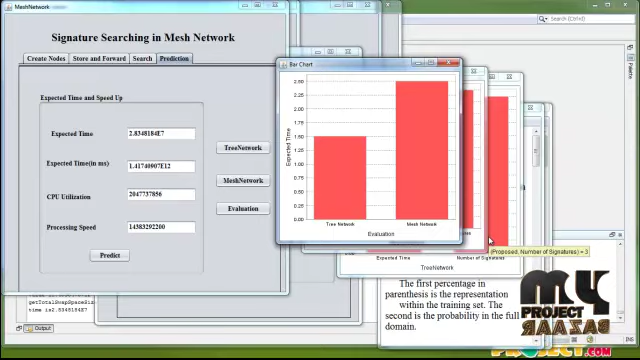 MeshNetwork
Signature Searching in Mesh Network
Create Nodes
Store and Forward
Search
Prediction
Expected Time and Speed Up
Expected Time
2.8348184E7
Expected Time(in ms)
1.41740907E12
CPU Utilization
2047737856
Processing Speed
14383292200
Predict
TreeNetwork
MeshNetwork
Evaluation
Bar Chart
2.50
2.25
2.00
1.75
1.50
1.25
1.00
0.75
0.50
0.25
0.00
Expected Time
Tree Network
Mesh Network
Evaluation
Expected Time
Number of Signatures
TreeNetwork
(Proposed, Number of Signatures) = 3
Search (Ctrl+I)
Palette
The first percentage in
parenthesis is the representation
within the training set. The
second is the probability in the full
domain.
getTotalSwapSpaceSiz
time is2.8348184E7
Output
INS
MY
PROJECT
BAZAAR
.COM